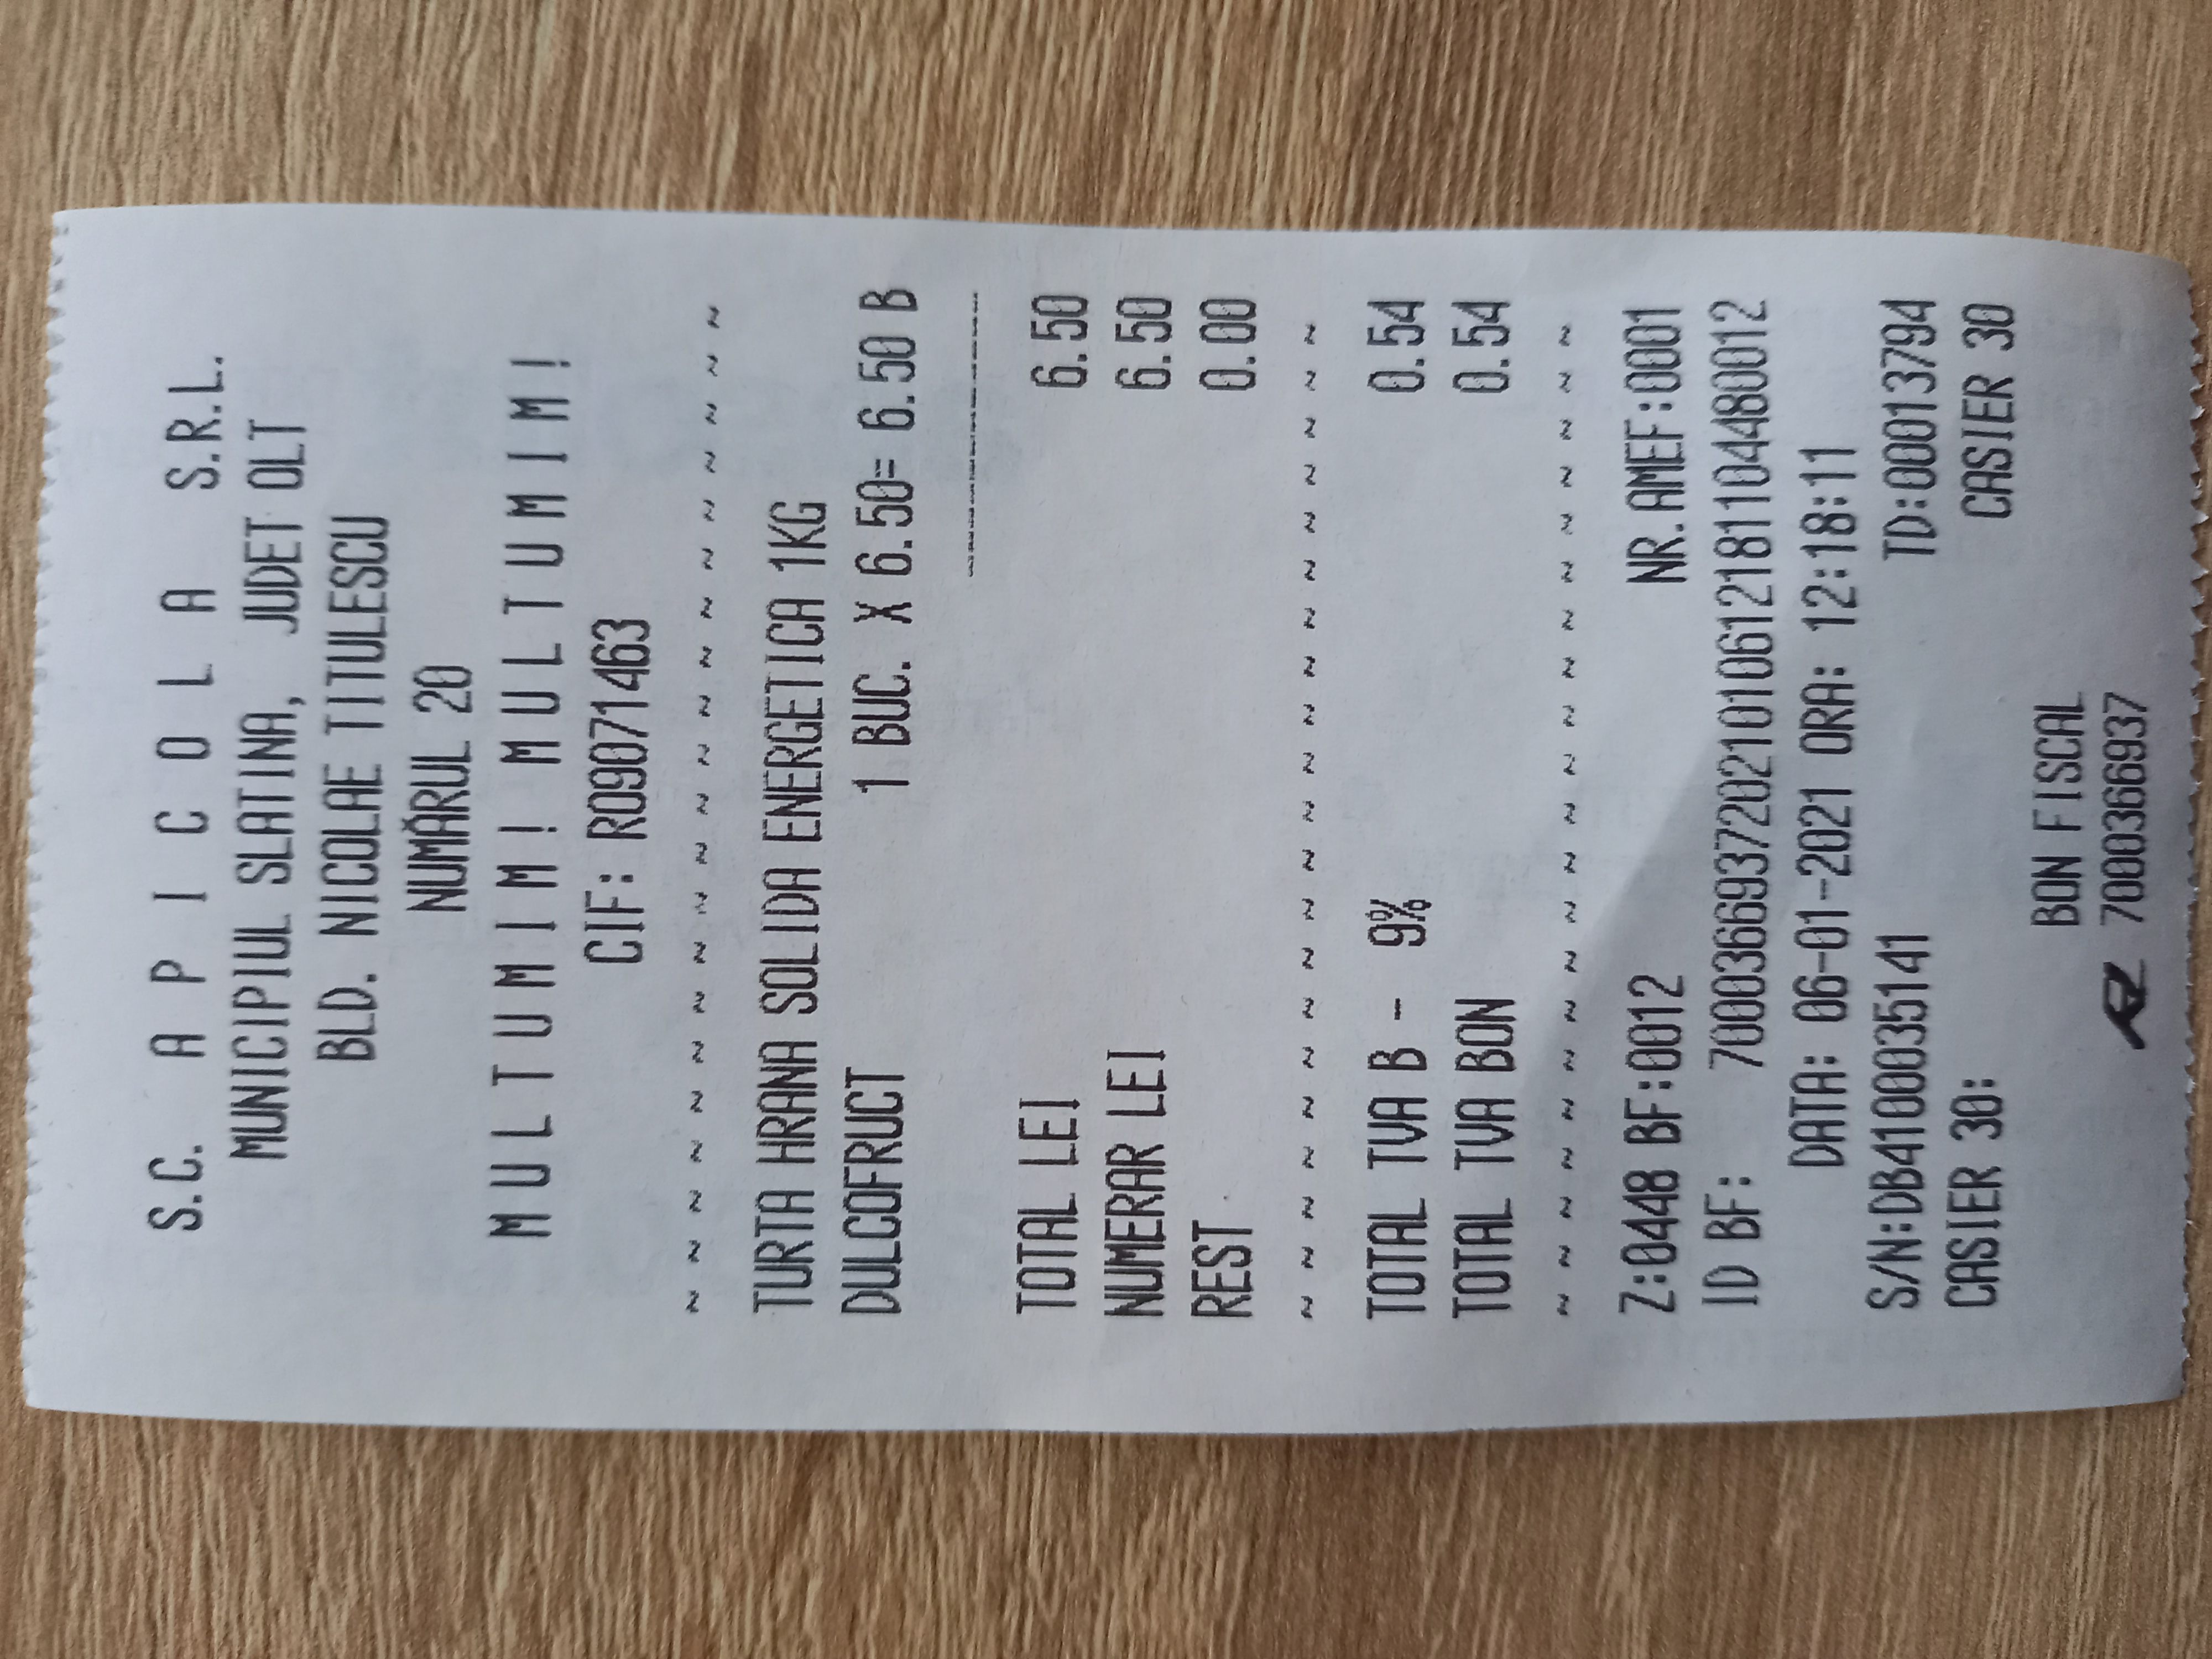 S.C. A P I C O L A S.R.L.
MUNICIPIUL SLATINA, JUDET OLT
BLD. NICOLAE TITULESCU
NUMĂRUL 20
M U L T U M I M ! M U L T U M I M !
CIF: RO9071463
~ ~ ~ ~ ~ ~ ~ ~ ~ ~ ~ ~ ~ ~ ~ ~ ~ ~ ~ ~ ~
TURTA HRANA SOLIDA ENERGETICA 1KG
DULCOFRUCT 1 BUC. X 6.50= 6.50 B
TOTAL LEI 6.50
NUMERAR LEI 6.50
REST 0.00
~ ~ ~ ~ ~ ~ ~ ~ ~ ~ ~ ~ ~ ~ ~ ~ ~ ~ ~ ~ ~
TOTAL TVA B - 9% 0.54
TOTAL TVA BON 0.54
~ ~ ~ ~ ~ ~ ~ ~ ~ ~ ~ ~ ~ ~ ~ ~ ~ ~ ~ ~ ~
Z:0448 BF:0012 NR.AMEF:0001
ID BF: 70003669372021010612181104480012
DATA: 06-01-2021 ORA: 12:18:11
S/N:DB4100035141 TD:00013794
CASIER 30: CASIER 30
BON FISCAL
7000366937